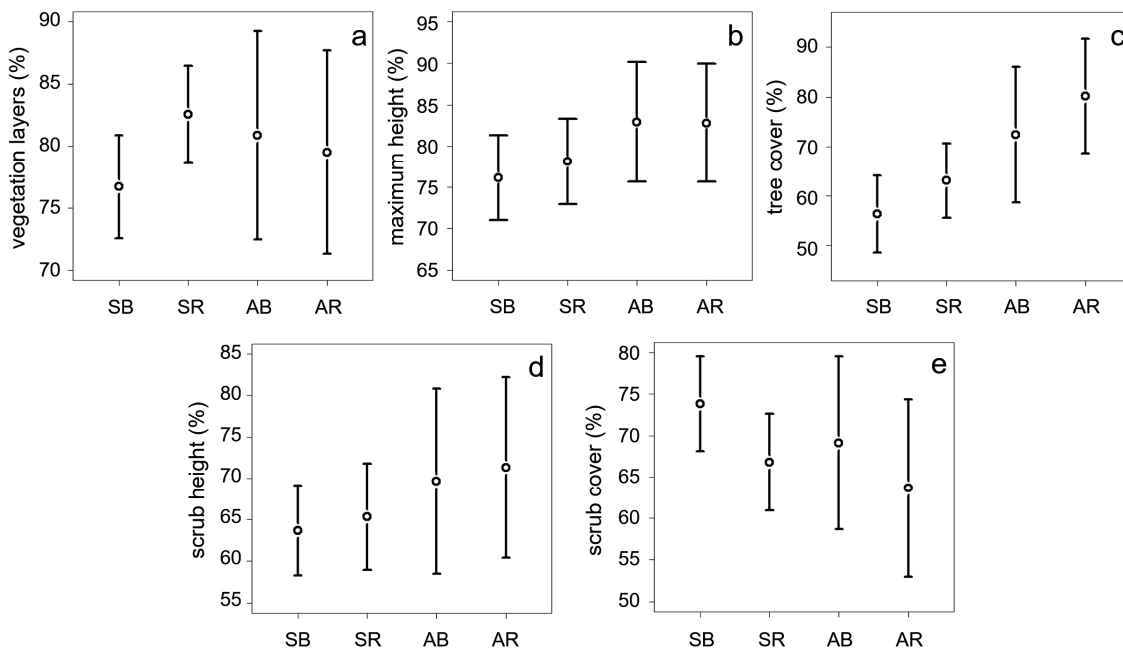 a
vegetation layers (%)
90
85
80
75
70
SB SR AB AR
b
maximum height (%)
90
85
80
75
70
65
SB SR AB AR
c
tree cover (%)
90
80
70
60
50
SB SR AB AR
d
scrub height (%)
85
80
75
70
65
60
55
SB SR AB AR
e
scrub cover (%)
80
75
70
65
60
55
50
SB SR AB AR